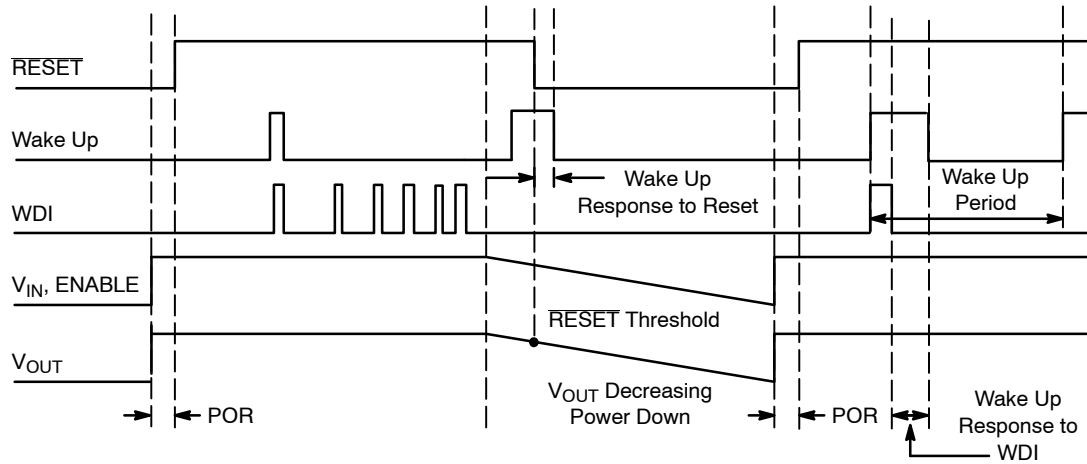 RESET
Wake Up
Wake Up
Response to Reset
Wake Up
Period
WDI
VIN, ENABLE
RESET Threshold
VOUT
VOUT Decreasing
Power Down
POR
POR
Wake Up
Response to
WDI